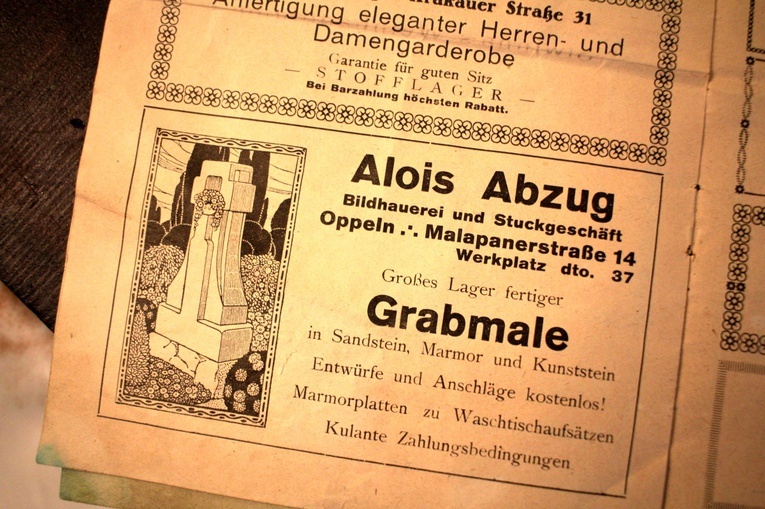 Straße 31
Anfertigung eleganter Herren- und
Damengarderobe
Garantie für guten Sitz
— STOFFLAGER —
Bei Barzahlung höchsten Rabatt.
Alois Abzug
Bildhauerei und Stuckgeschäft
Oppeln .·. Malapanerstraße 14
Werkplatz dto. 37
Großes Lager fertiger
Grabmale
in Sandstein, Marmor und Kunststein
Entwürfe und Anschläge kostenlos!
Marmorplatten zu Waschtischaufsätzen
Kulante Zahlungsbedingungen